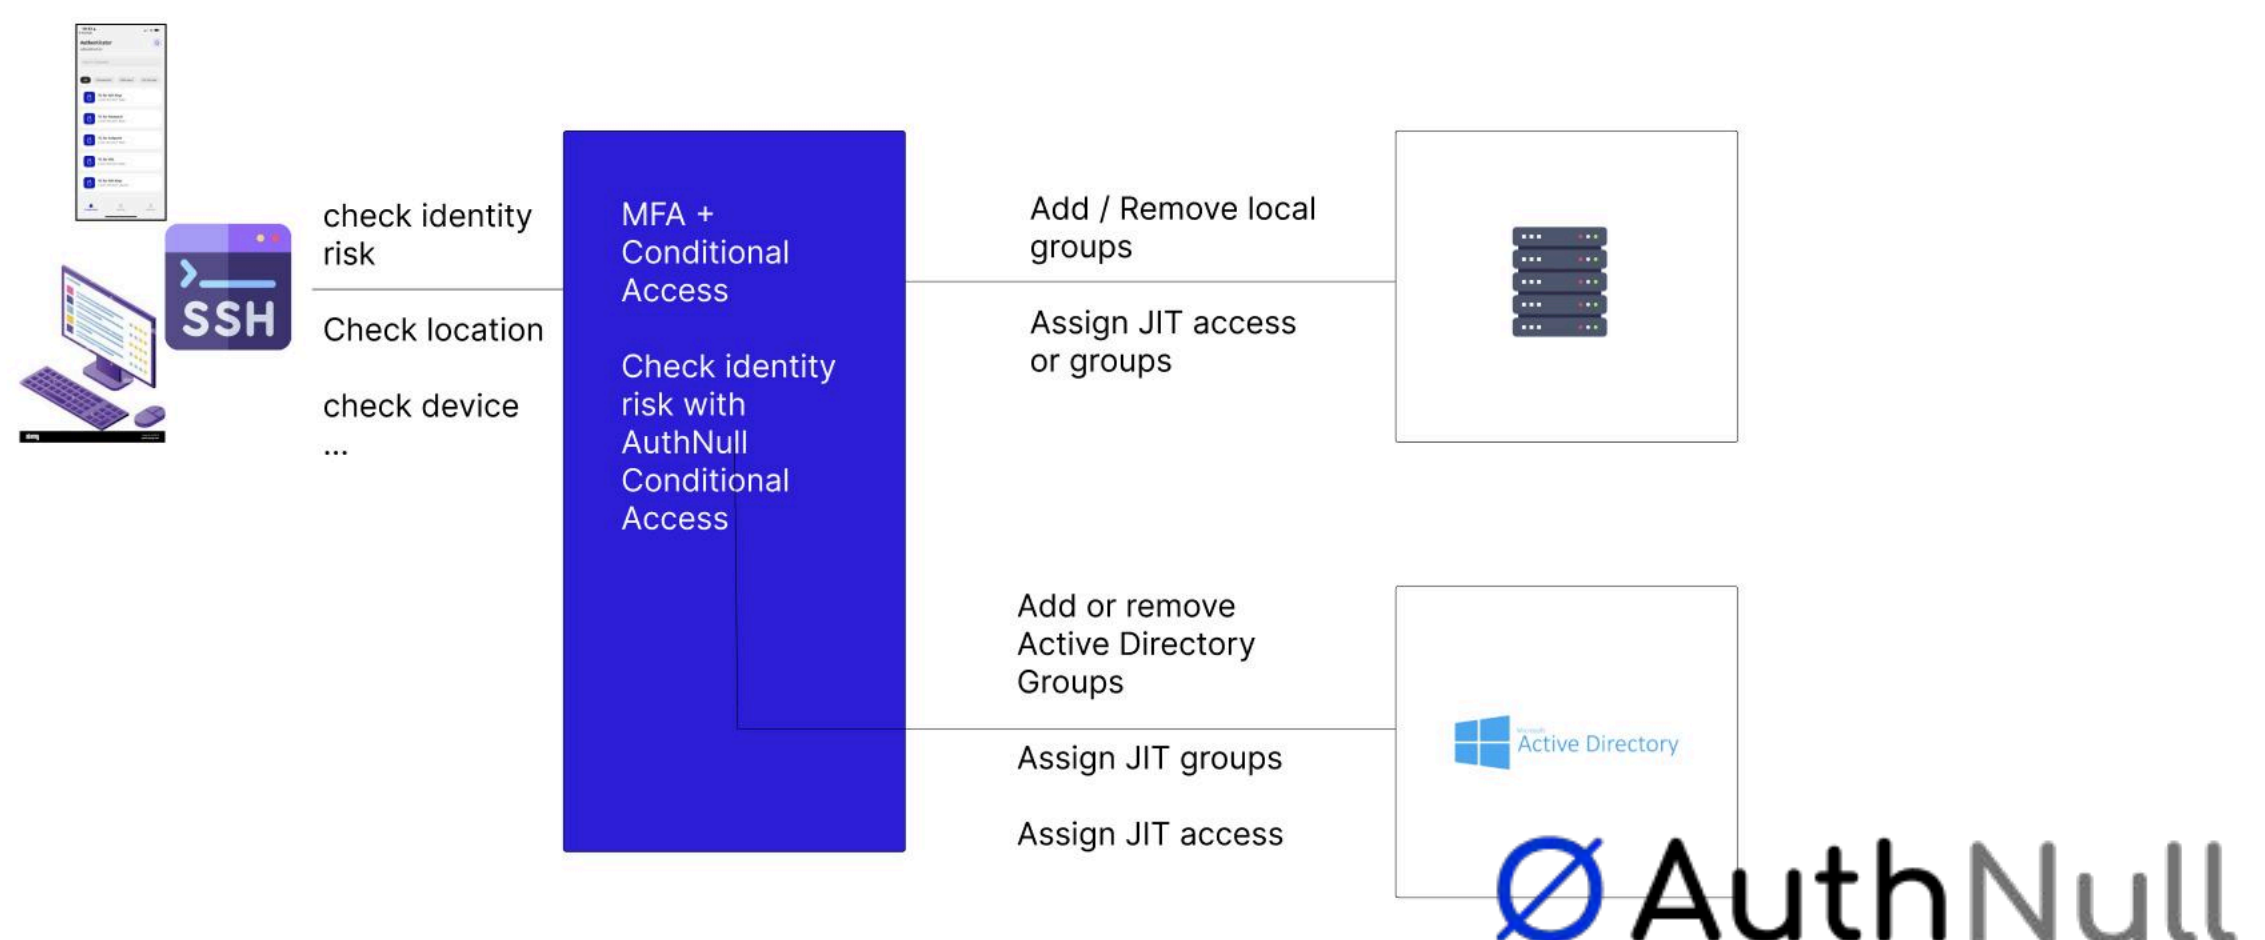 Authenticator
SSH
check identity
risk
Check location
check device
...
MFA +
Conditional
Access
Check identity
risk with
AuthNull
Conditional
Access
Add / Remove local
groups
Assign JIT access
or groups
Add or remove
Active Directory
Groups
Assign JIT groups
Assign JIT access
Microsoft
Active Directory
AuthNull